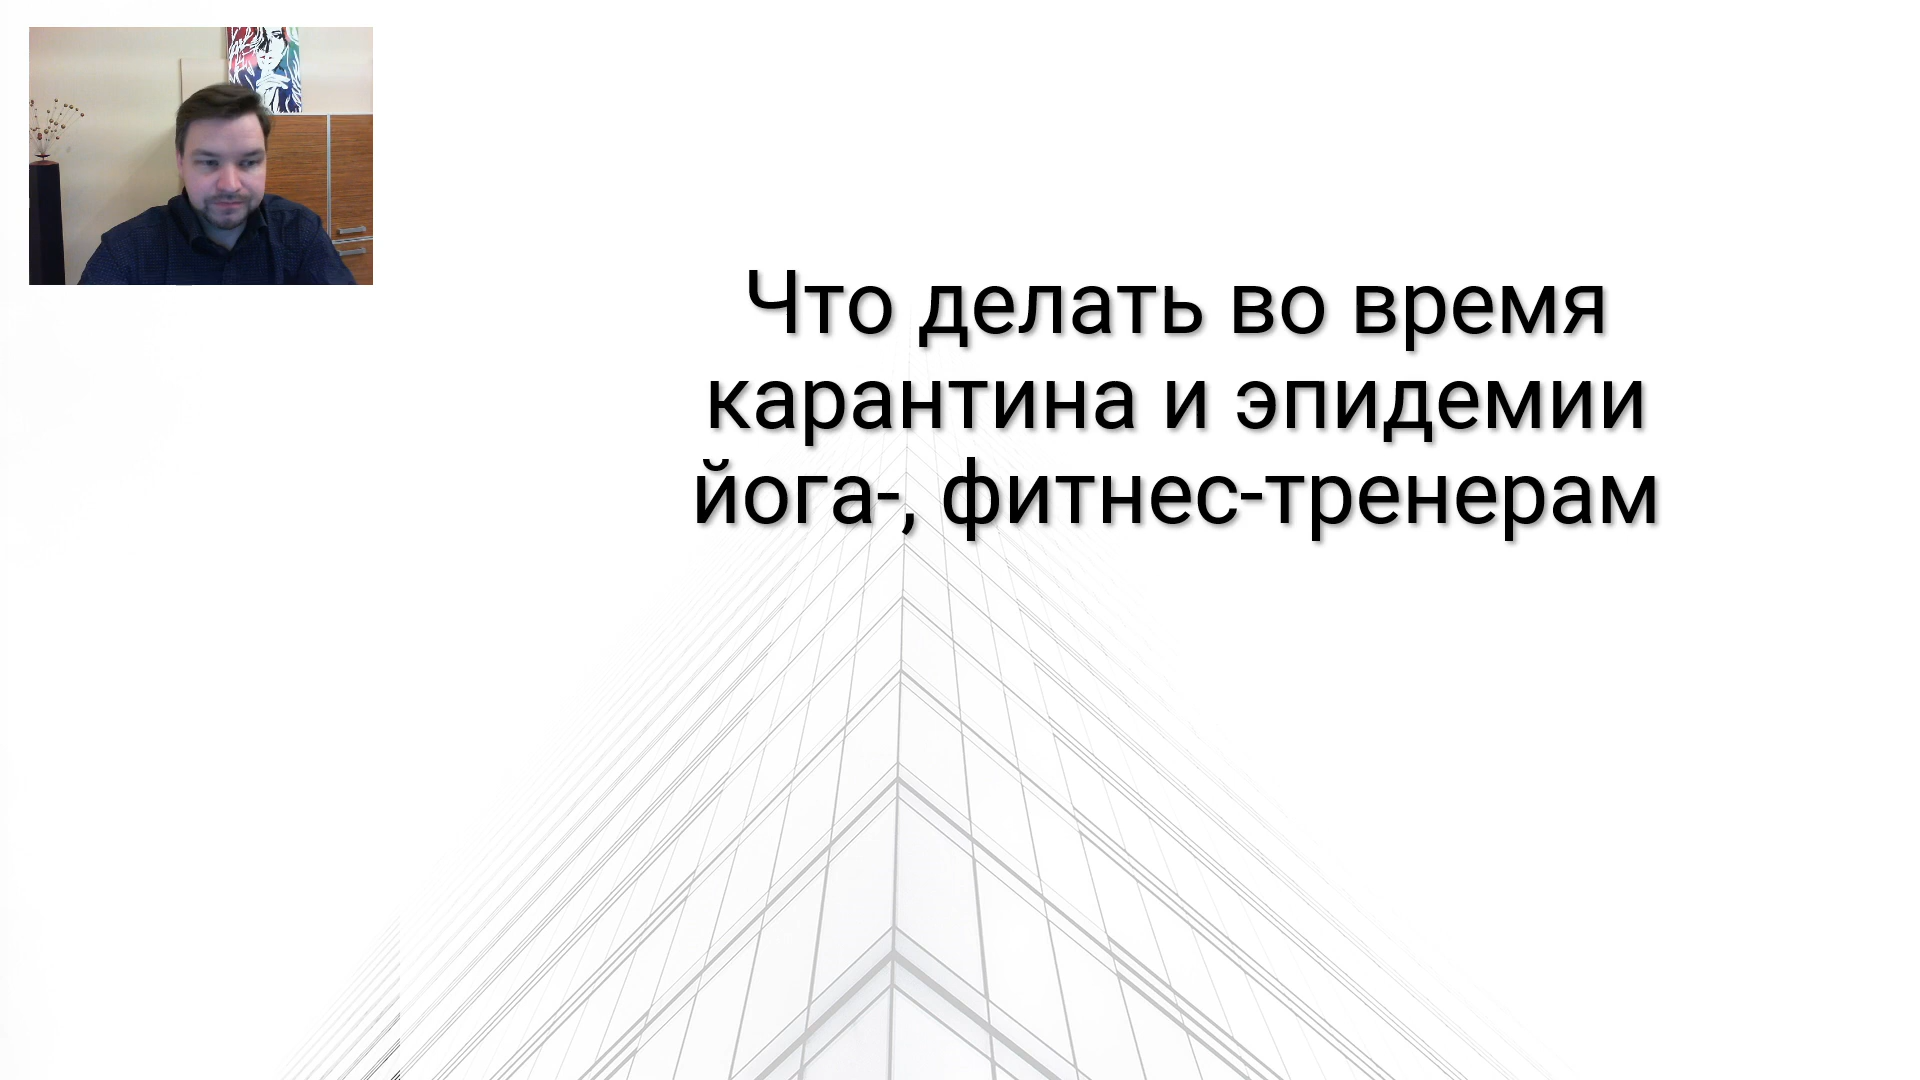 Что делать во время
карантина и эпидемии
йога-, фитнес-тренерам